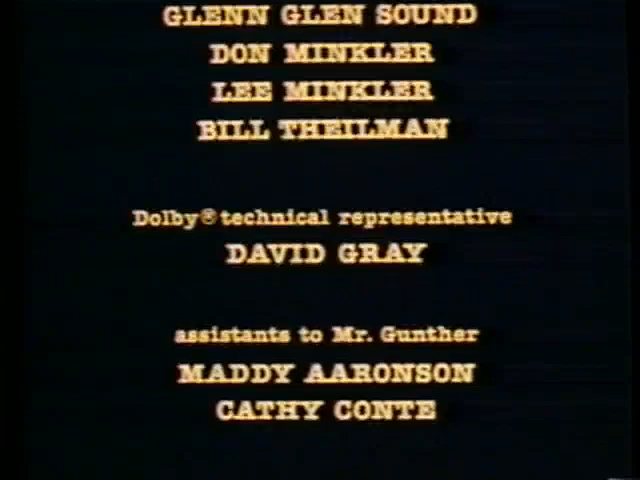 GLENN GLEN SOUND
DON MINKLER
LEE MINKLER
BILL THEILMAN
Dolby® technical representative
DAVID GRAY
assistants to Mr. Gunther
MADDY AARONSON
CATHY CONTE